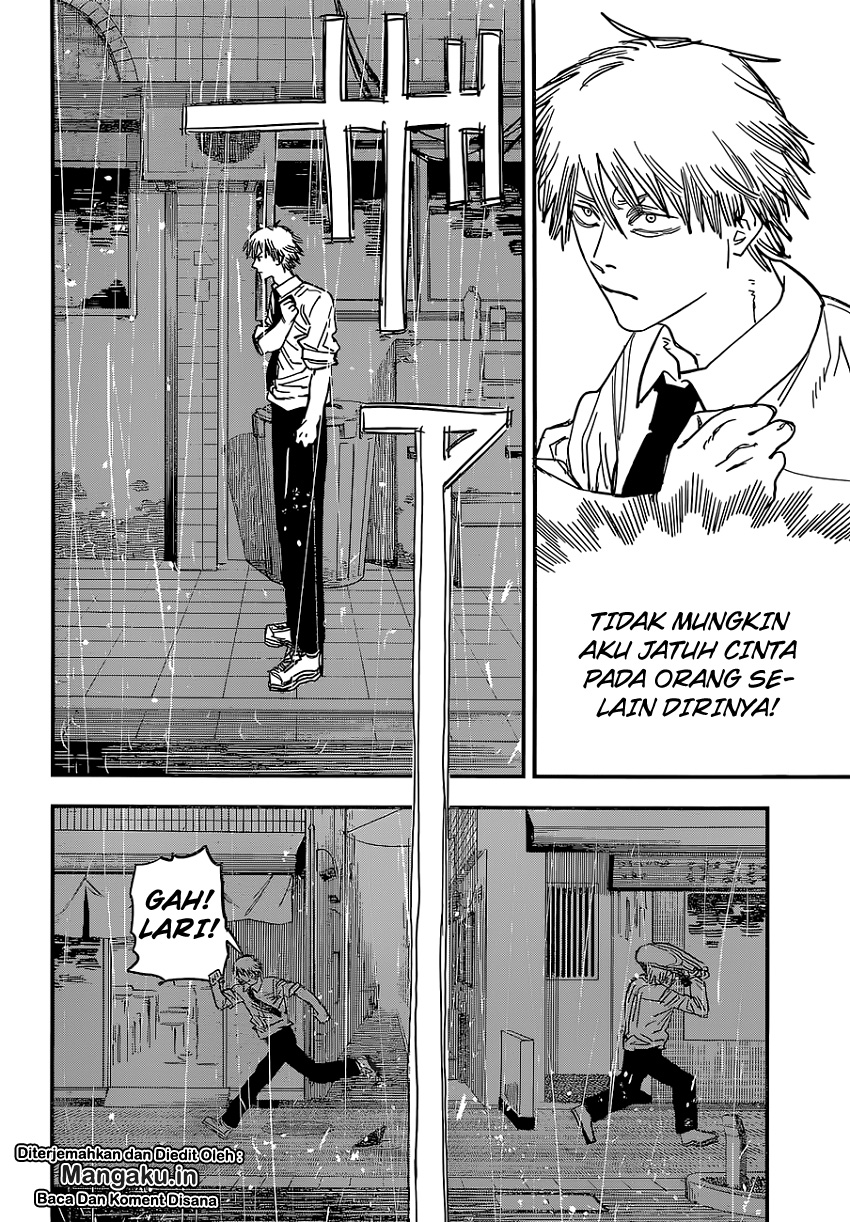 TIDAK MUNGKIN
AKU JATUH CINTA
PADA ORANG SE-
LAIN DIRINYA!
GAH!
LARI!
Diterjemahkan dan Diedit Oleh :
Mangaku.in
Baca Dan Koment Disana